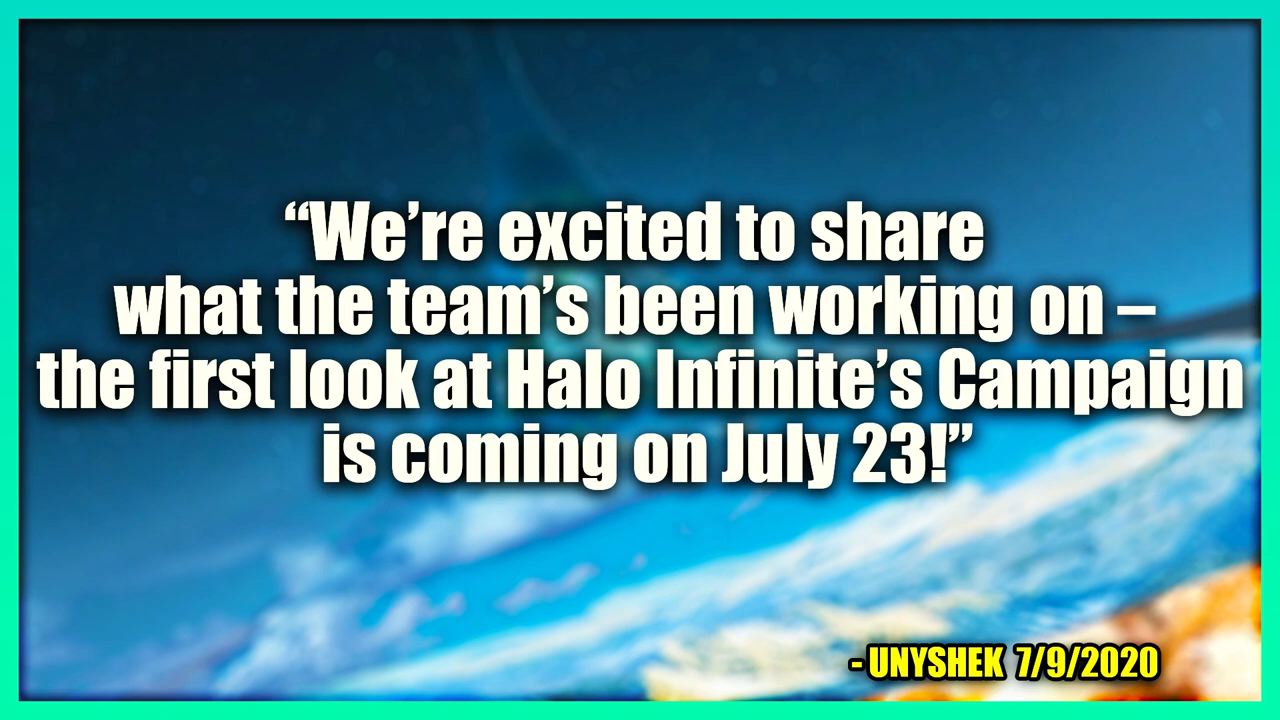 “We’re excited to share
what the team’s been working on –
the first look at Halo Infinite’s Campaign
is coming on July 23!”
- UNYSHEK 7/9/2020